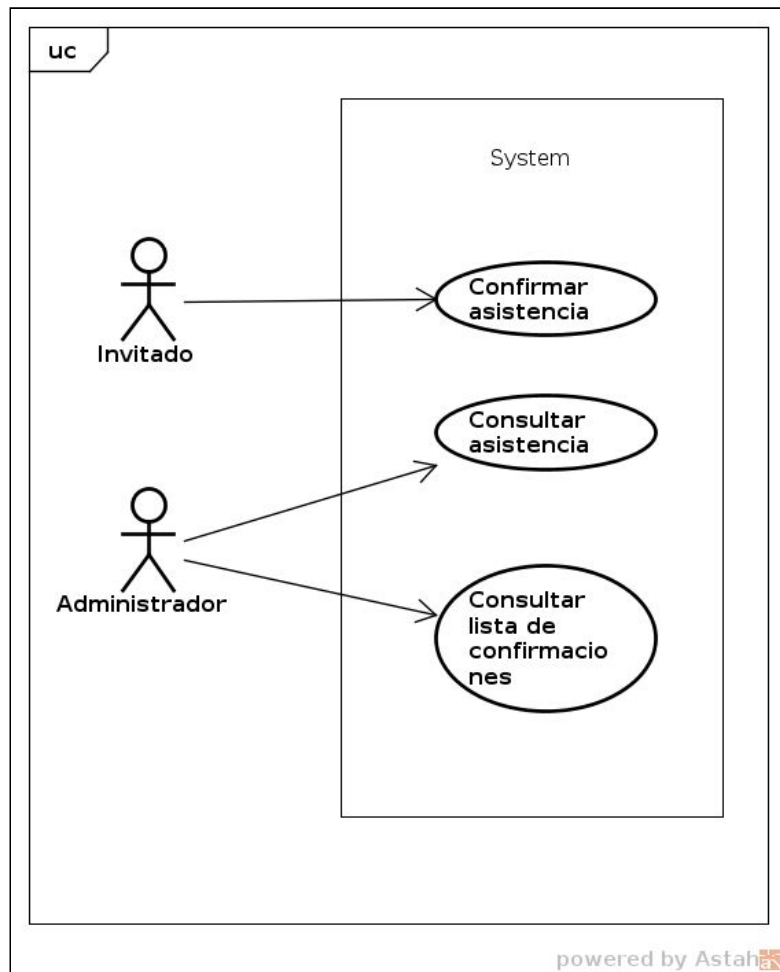 uc
System
Confirmar
asistencia
Invitado
Consultar
asistencia
Administrador
Consultar
lista de
confirmacio
nes
powered by Astah